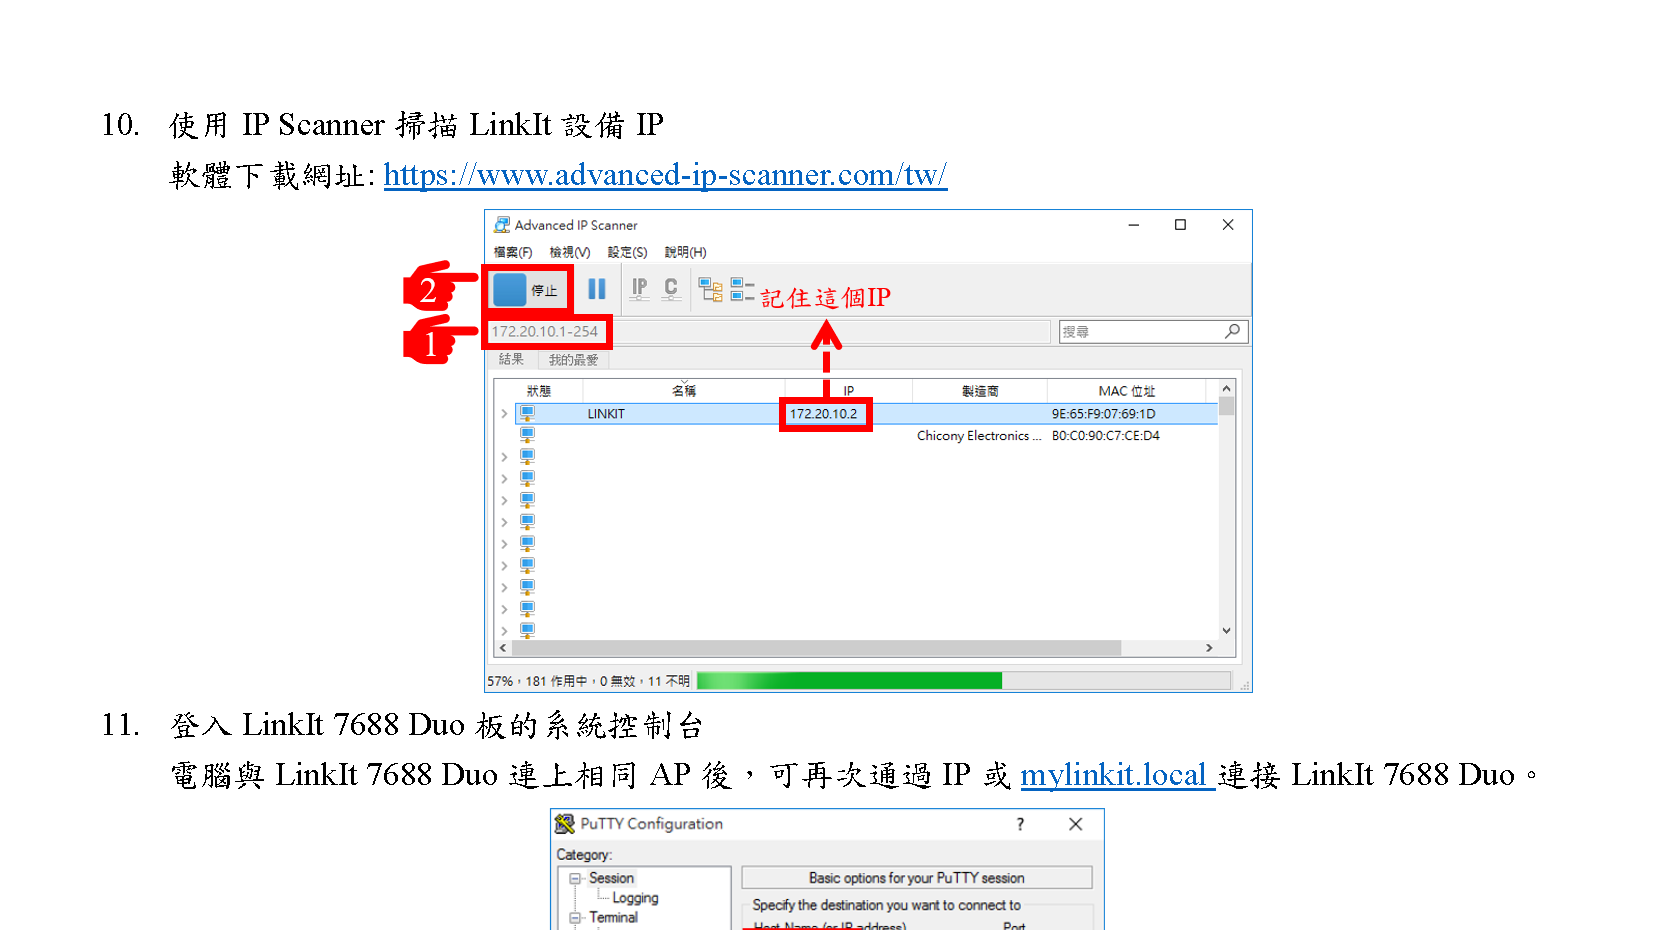 10. 使用 IP Scanner 掃描 LinkIt 設備 IP
軟體下載網址: https://www.advanced-ip-scanner.com/tw/
Advanced IP Scanner
檔案(F) 檢視(V) 設定(S) 說明(H)
2 停止 IP C 記住這個IP
1 172.20.10.1-254 搜尋
結果 我的最愛
狀態 名稱 IP 製造商 MAC 位址
LINKIT 172.20.10.2 9E:65:F9:07:69:1D
Chicony Electronics ... B0:C0:90:C7:CE:D4
57%，181 作用中，0 無效，11 不明
11. 登入 LinkIt 7688 Duo 板的系統控制台
電腦與 LinkIt 7688 Duo 連上相同 AP 後，可再次通過 IP 或 mylinkit.local 連接 LinkIt 7688 Duo。
PuTTY Configuration ?
Category:
Session Basic options for your PuTTY session
Logging Specify the destination you want to connect to
Terminal Host Name (or IP address) Port